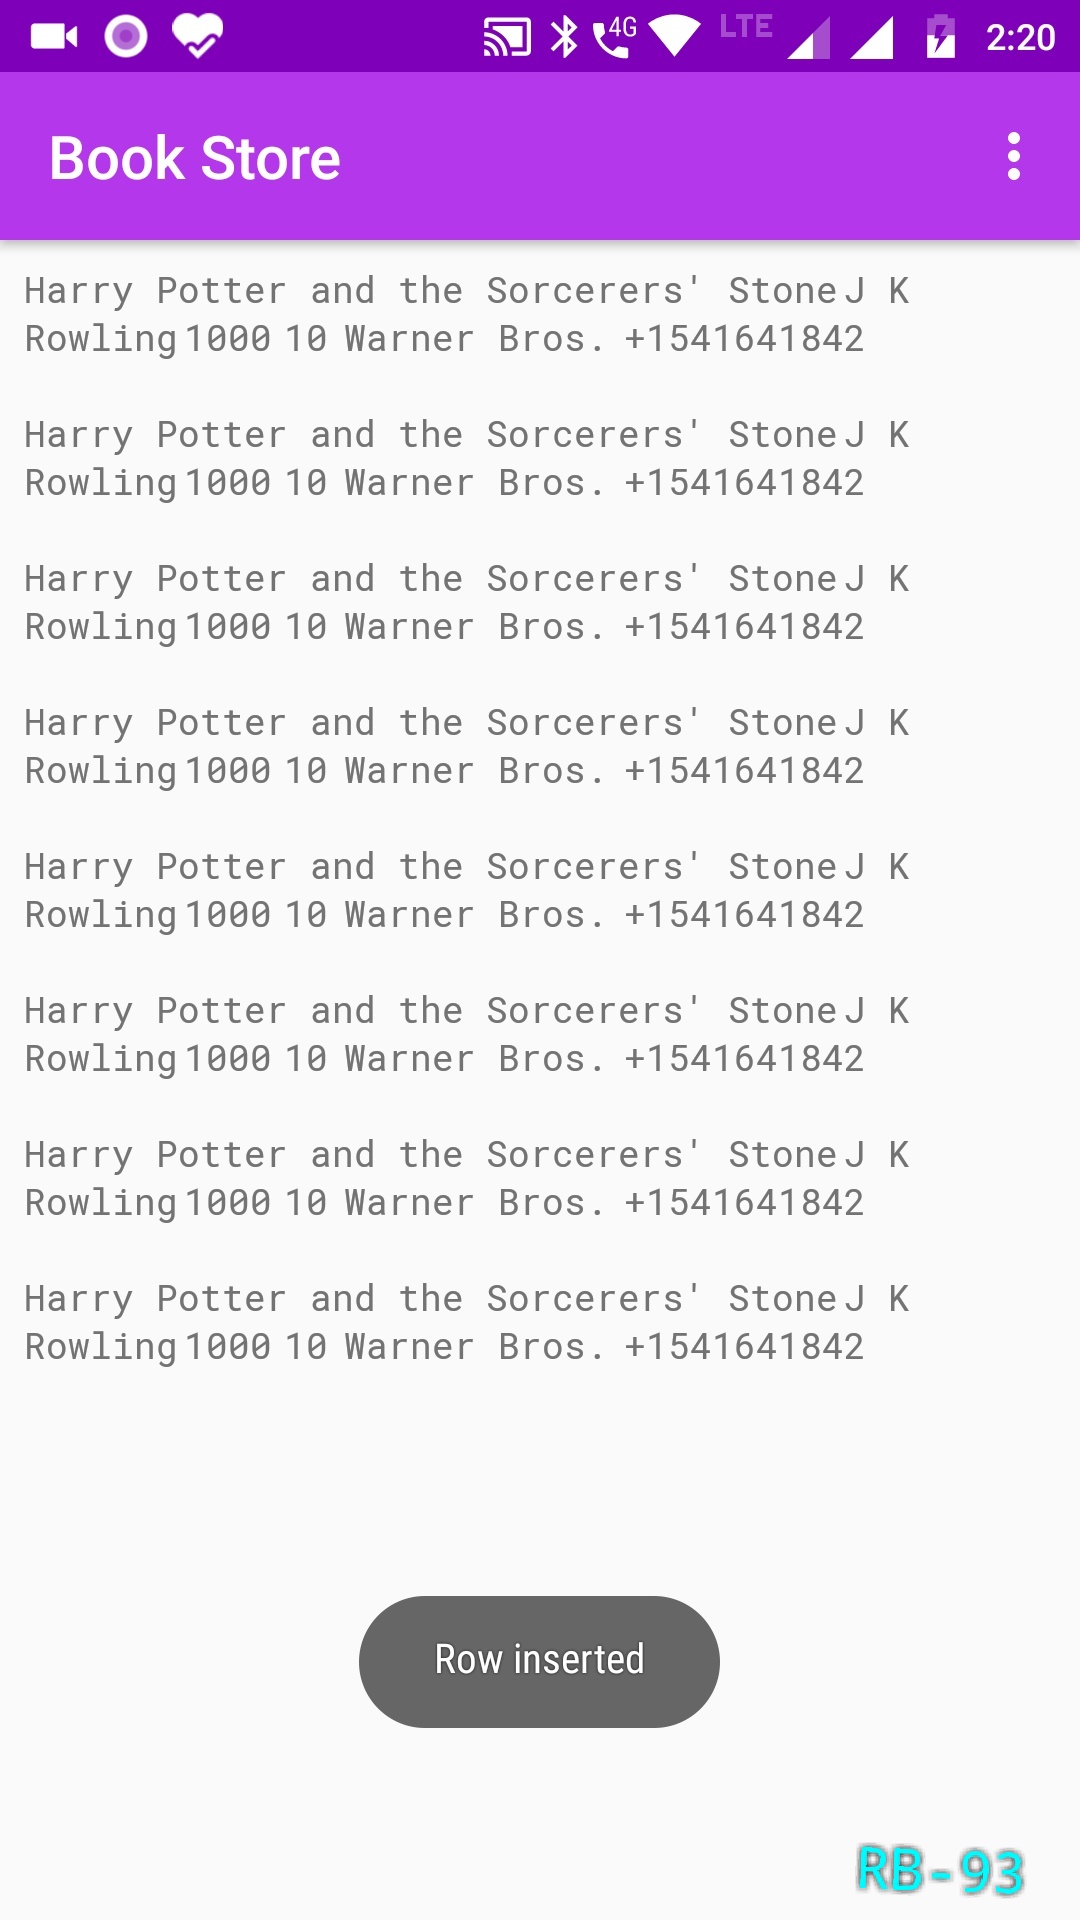 4G LTE 2:20
Book Store
Harry Potter and the Sorcerers' Stone J K
Rowling 1000 10 Warner Bros. +1541641842
Harry Potter and the Sorcerers' Stone J K
Rowling 1000 10 Warner Bros. +1541641842
Harry Potter and the Sorcerers' Stone J K
Rowling 1000 10 Warner Bros. +1541641842
Harry Potter and the Sorcerers' Stone J K
Rowling 1000 10 Warner Bros. +1541641842
Harry Potter and the Sorcerers' Stone J K
Rowling 1000 10 Warner Bros. +1541641842
Harry Potter and the Sorcerers' Stone J K
Rowling 1000 10 Warner Bros. +1541641842
Harry Potter and the Sorcerers' Stone J K
Rowling 1000 10 Warner Bros. +1541641842
Harry Potter and the Sorcerers' Stone J K
Rowling 1000 10 Warner Bros. +1541641842
Row inserted
RB-93